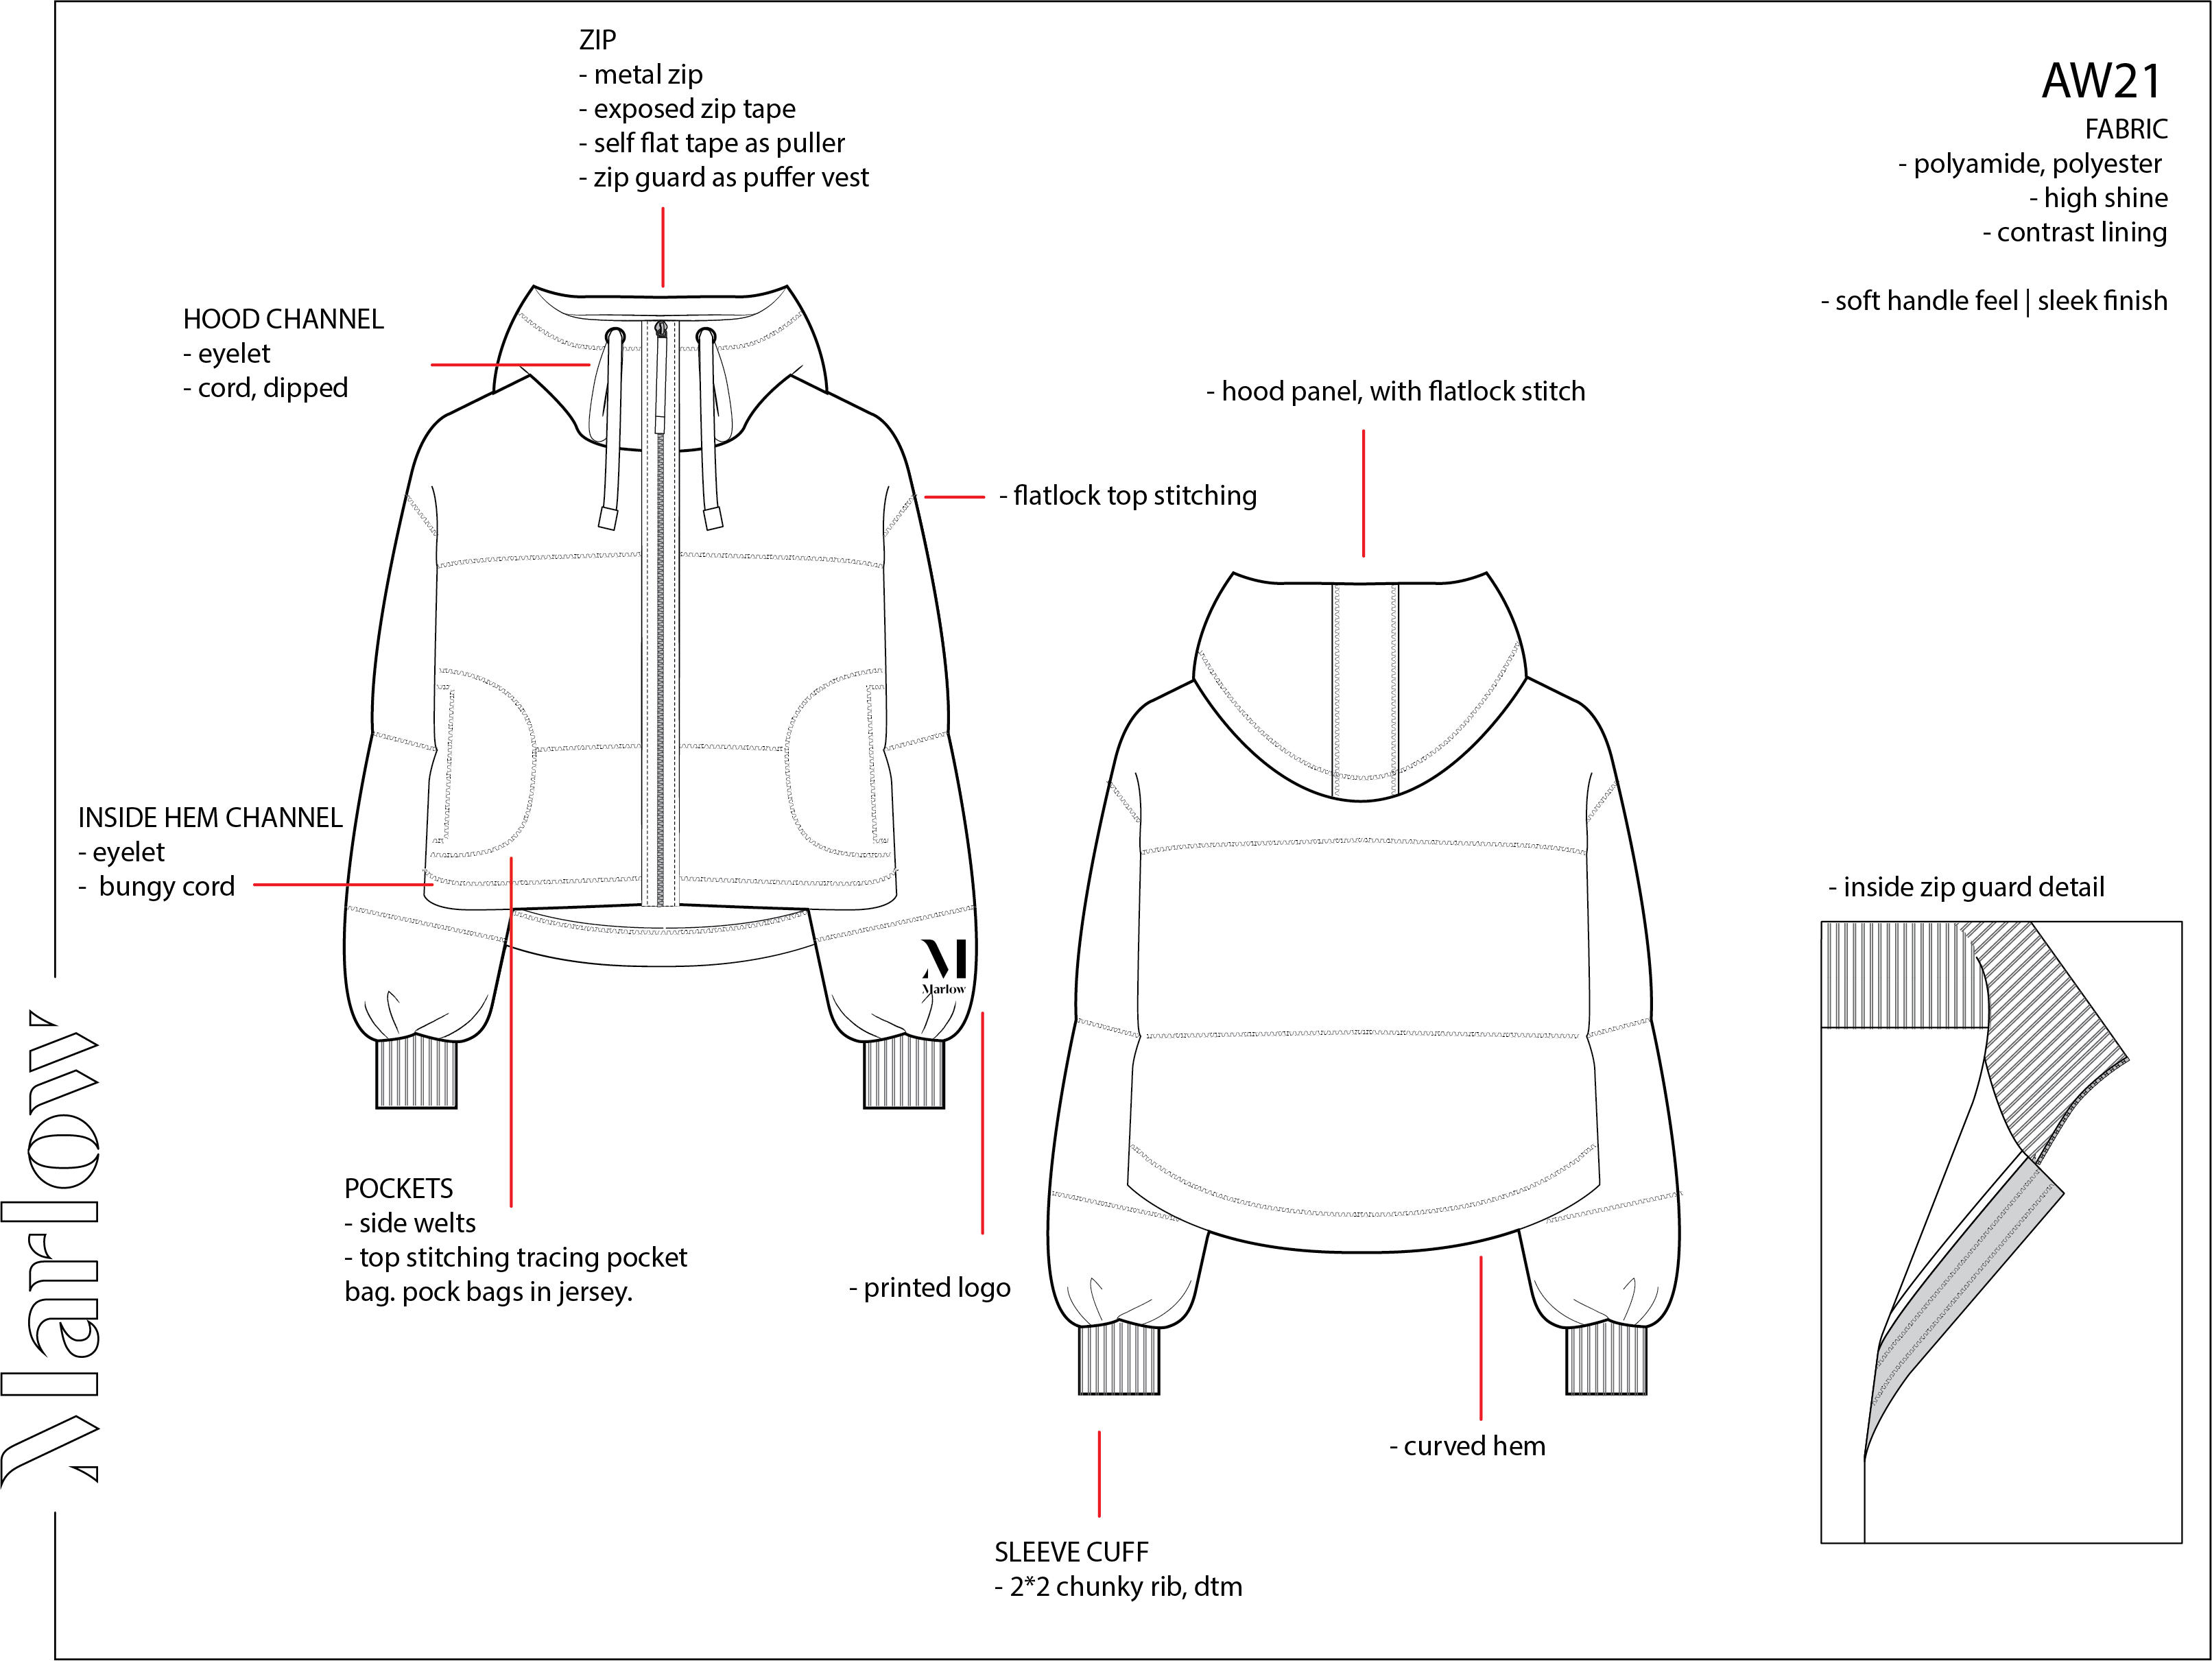 ZIP
- metal zip
- exposed zip tape
- self flat tape as puller
- zip guard as puffer vest
AW21
FABRIC
- polyamide, polyester
- high shine
- contrast lining
- soft handle feel | sleek finish
HOOD CHANNEL
- eyelet
- cord, dipped
- hood panel, with flatlock stitch
- flatlock top stitching
INSIDE HEM CHANNEL
- eyelet
- bungy cord
- inside zip guard detail
M
Marlow
Marlow
POCKETS
- side welts
- top stitching tracing pocket
bag. pock bags in jersey.
- printed logo
- curved hem
SLEEVE CUFF
- 2*2 chunky rib, dtm